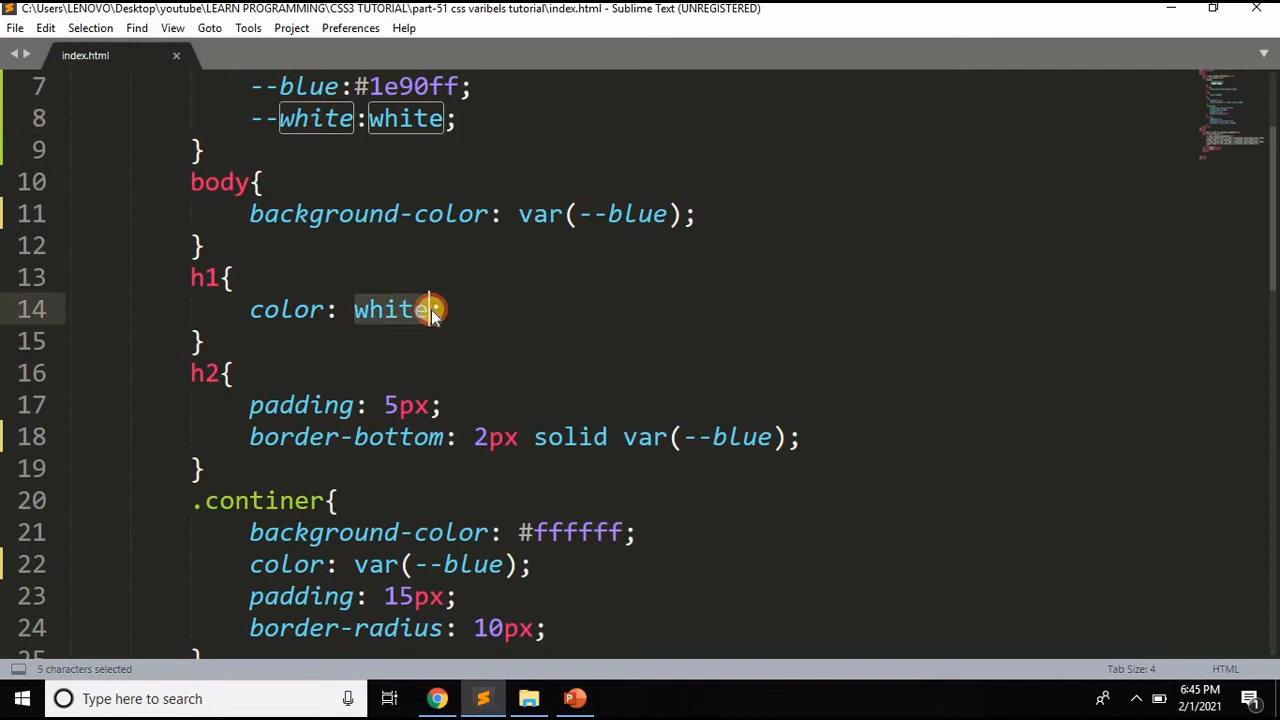 C:\Users\LENOVO\Desktop\youtube\LEARN PROGRAMMING\CSS3 TUTORIAL\part-51 css varibels tutorial\index.html - Sublime Text (UNREGISTERED)
File Edit Selection Find View Goto Tools Project Preferences Help
index.html
7 --blue:#1e90ff;
8 --white:white;
9 }
10 body{
11 background-color: var(--blue);
12 }
13 h1{
14 color: white;
15 }
16 h2{
17 padding: 5px;
18 border-bottom: 2px solid var(--blue);
19 }
20 .continer{
21 background-color: #ffffff;
22 color: var(--blue);
23 padding: 15px;
24 border-radius: 10px;
25 }
5 characters selected Tab Size: 4 HTML
Type here to search 6:45 PM
2/1/2021